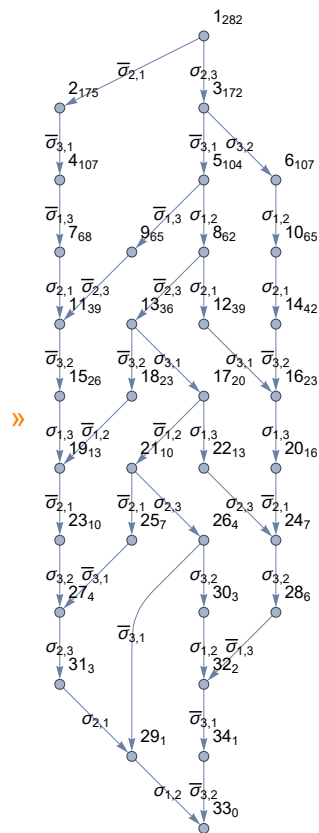 1₂₈₂
σ̅₂,₁ σ₂,₃
2₁₇₅ 3₁₇₂
σ̅₃,₁ σ̅₃,₁ σ₃,₂
4₁₀₇ 5₁₀₄ 6₁₀₇
σ̅₁,₃ σ̅₁,₃ σ₁,₂ σ₁,₂
7₆₈ 9₆₅ 8₆₂ 10₆₅
σ₂,₁ σ̅₂,₃ σ̅₂,₃ σ₂,₁ σ₂,₁
11₃₉ 13₃₆ 12₃₉ 14₄₂
σ̅₃,₂ σ̅₃,₂ σ₃,₁ σ₃,₁ σ̅₃,₂
» 15₂₆ 18₂₃ 17₂₀ 16₂₃
σ₁,₃ σ̅₁,₂ σ̅₁,₂ σ₁,₃ σ₁,₃
19₁₃ 21₁₀ 22₁₃ 20₁₆
σ̅₂,₁ σ̅₂,₁ σ₂,₃ σ₂,₃ σ̅₂,₁
23₁₀ 25₇ 26₄ 24₇
σ₃,₂ σ̅₃,₁ σ₃,₂
27₄ 30₃ 28₆
σ₂,₃ σ̅₃,₁ σ₁,₂ σ̅₁,₃
31₃ 32₂
σ₂,₁ σ̅₃,₁
29₁ 34₁
σ₁,₂ σ̅₃,₂
33₀